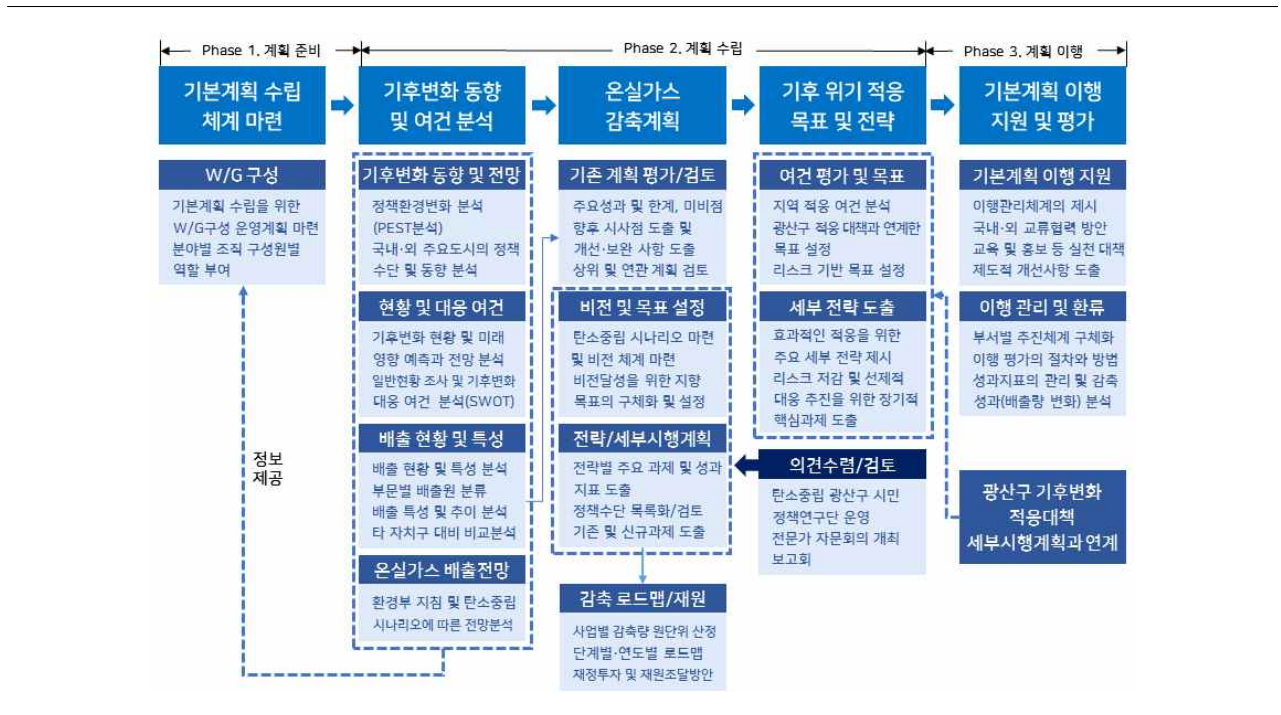 Phase 1. 계획 준비
Phase 2. 계획 수립
Phase 3. 계획 이행
기본계획 수립
체계 마련
기후변화 동향
및 여건 분석
온실가스
감축계획
기후 위기 적응
목표 및 전략
기본계획 이행
지원 및 평가
W/G 구성
기본계획 수립을 위한
W/G구성 운영계획 마련
분야별 조직 구성원별
역할 부여
정보
제공
기후변화 동향 및 전망
정책환경변화 분석
(PEST분석)
국내·외 주요도시의 정책
수단 및 동향 분석
현황 및 대응 여건
기후변화 현황 및 미래
영향 예측과 전망 분석
일반현황 조사 및 기후변화
대응 여건 분석(SWOT)
배출 현황 및 특성
배출 현황 및 특성 분석
부문별 배출원 분류
배출 특성 및 추이 분석
타 자치구 대비 비교분석
온실가스 배출전망
환경부 지침 및 탄소중립
시나리오에 따른 전망분석
기존 계획 평가/검토
주요성과 및 한계, 미비점
향후 시사점 도출 및
개선·보완 사항 도출
상위 및 연관 계획 검토
비전 및 목표 설정
탄소중립 시나리오 마련
및 비전 체계 마련
비전달성을 위한 지향
목표의 구체화 및 설정
전략/세부시행계획
전략별 주요 과제 및 성과
지표 도출
정책수단 목록화/검토
기존 및 신규과제 도출
감축 로드맵/재원
사업별 감축량 원단위 산정
단계별·연도별 로드맵
재정투자 및 재원조달방안
여건 평가 및 목표
지역 적응 여건 분석
광산구 적응 대책과 연계한
목표 설정
리스크 기반 목표 설정
세부 전략 도출
효과적인 적응을 위한
주요 세부 전략 제시
리스크 저감 및 선제적
대응 추진을 위한 장기적
핵심과제 도출
의견수렴/검토
탄소중립 광산구 시민
정책연구단 운영
전문가 자문회의 개최
보고회
기본계획 이행 지원
이행관리체계의 제시
국내·외 교류협력 방안
교육 및 홍보 등 실전 대책
제도적 개선사항 도출
이행 관리 및 환류
부서별 추진체계 구체화
이행 평가의 절차와 방법
성과지표의 관리 및 감축
성과(배출량 변화) 분석
광산구 기후변화
적응대책
세부시행계획과 연계